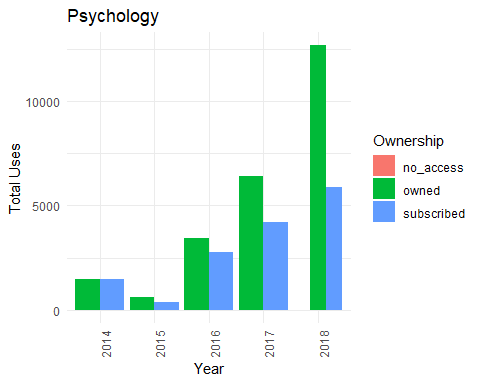 Psychology
Total Uses
10000
5000
0
2014
2015
2016
2017
2018
Year
Ownership
no_access
owned
subscribed